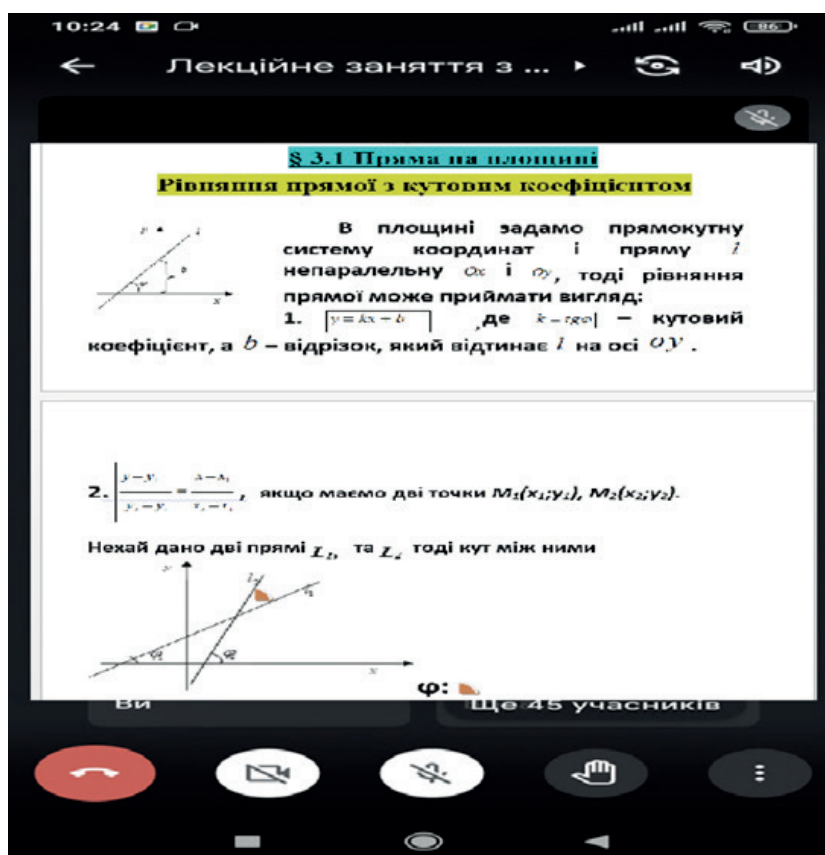 10:24 86
Лекційне заняття з ...
§ 3.1 Пряма на площині
Рівняння прямої з кутовим коефіцієнтом
В площині задамо прямокутну
систему координат і пряму l
непаралельну Ox і Oy, тоді рівняння
прямої може приймати вигляд:
1. y = kx + b ,де k = tgφ – кутовий
коефіцієнт, а b – відрізок, який відтинає l на осі oy .
2. , якщо маємо дві точки M₁(x₁;y₁), M₂(x₂;y₂).
Нехай дано дві прямі та тоді кут між ними
y
x
φ:
Ви Ще 45 учасників